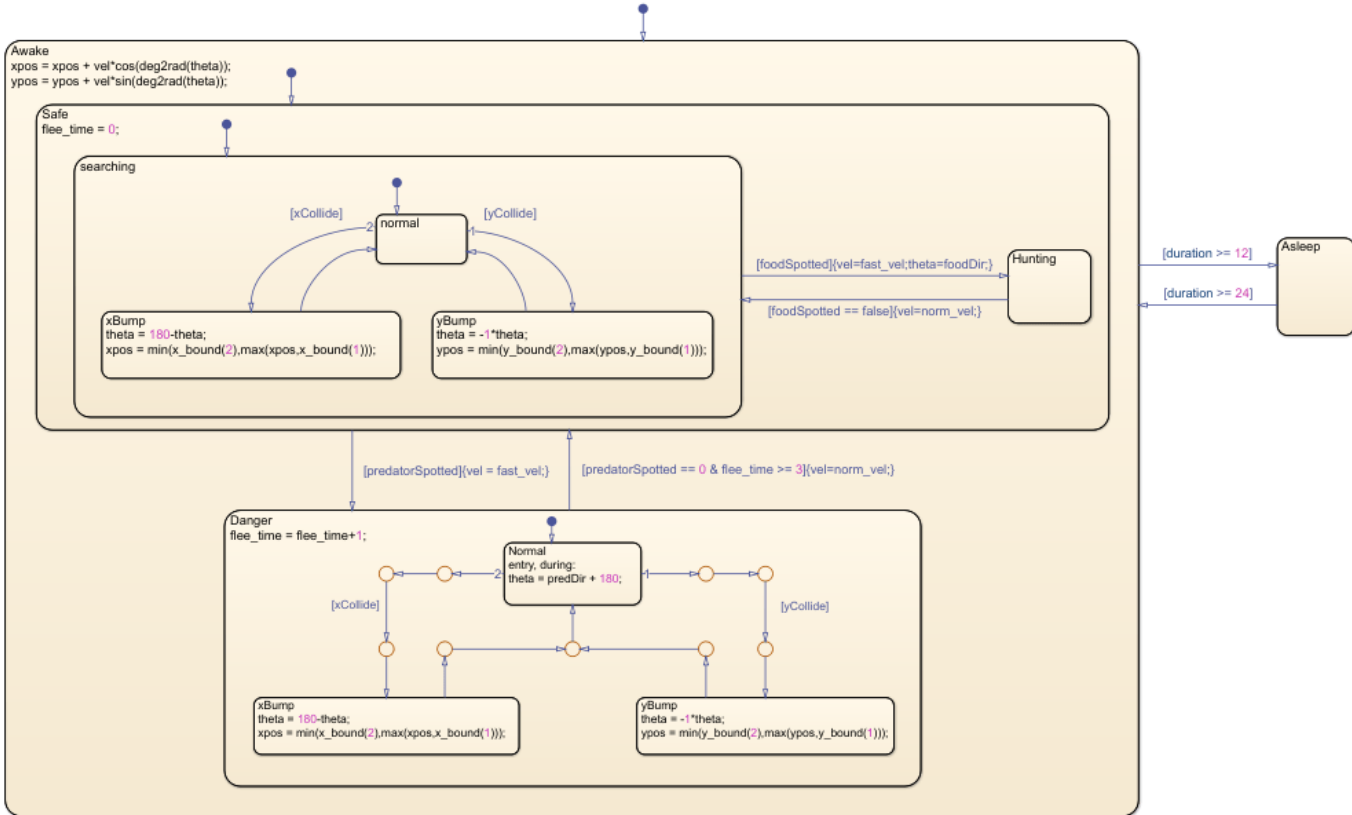 Awake
xpos = xpos + vel*cos(deg2rad(theta));
ypos = ypos + vel*sin(deg2rad(theta));
Safe
flee_time = 0;
searching
[xCollide]
2
normal
1
[yCollide]
xBump
theta = 180-theta;
xpos = min(x_bound(2),max(xpos,x_bound(1)));
yBump
theta = -1*theta;
ypos = min(y_bound(2),max(ypos,y_bound(1)));
[foodSpotted]{vel=fast_vel;theta=foodDir;}
[foodSpotted == false]{vel=norm_vel;}
Hunting
[duration >= 12]
[duration >= 24]
Asleep
[predatorSpotted]{vel = fast_vel;}
[predatorSpotted == 0 & flee_time >= 3]{vel=norm_vel;}
Danger
flee_time = flee_time+1;
Normal
entry, during:
theta = predDir + 180;
2
1
[xCollide]
[yCollide]
xBump
theta = 180-theta;
xpos = min(x_bound(2),max(xpos,x_bound(1)));
yBump
theta = -1*theta;
ypos = min(y_bound(2),max(ypos,y_bound(1)));